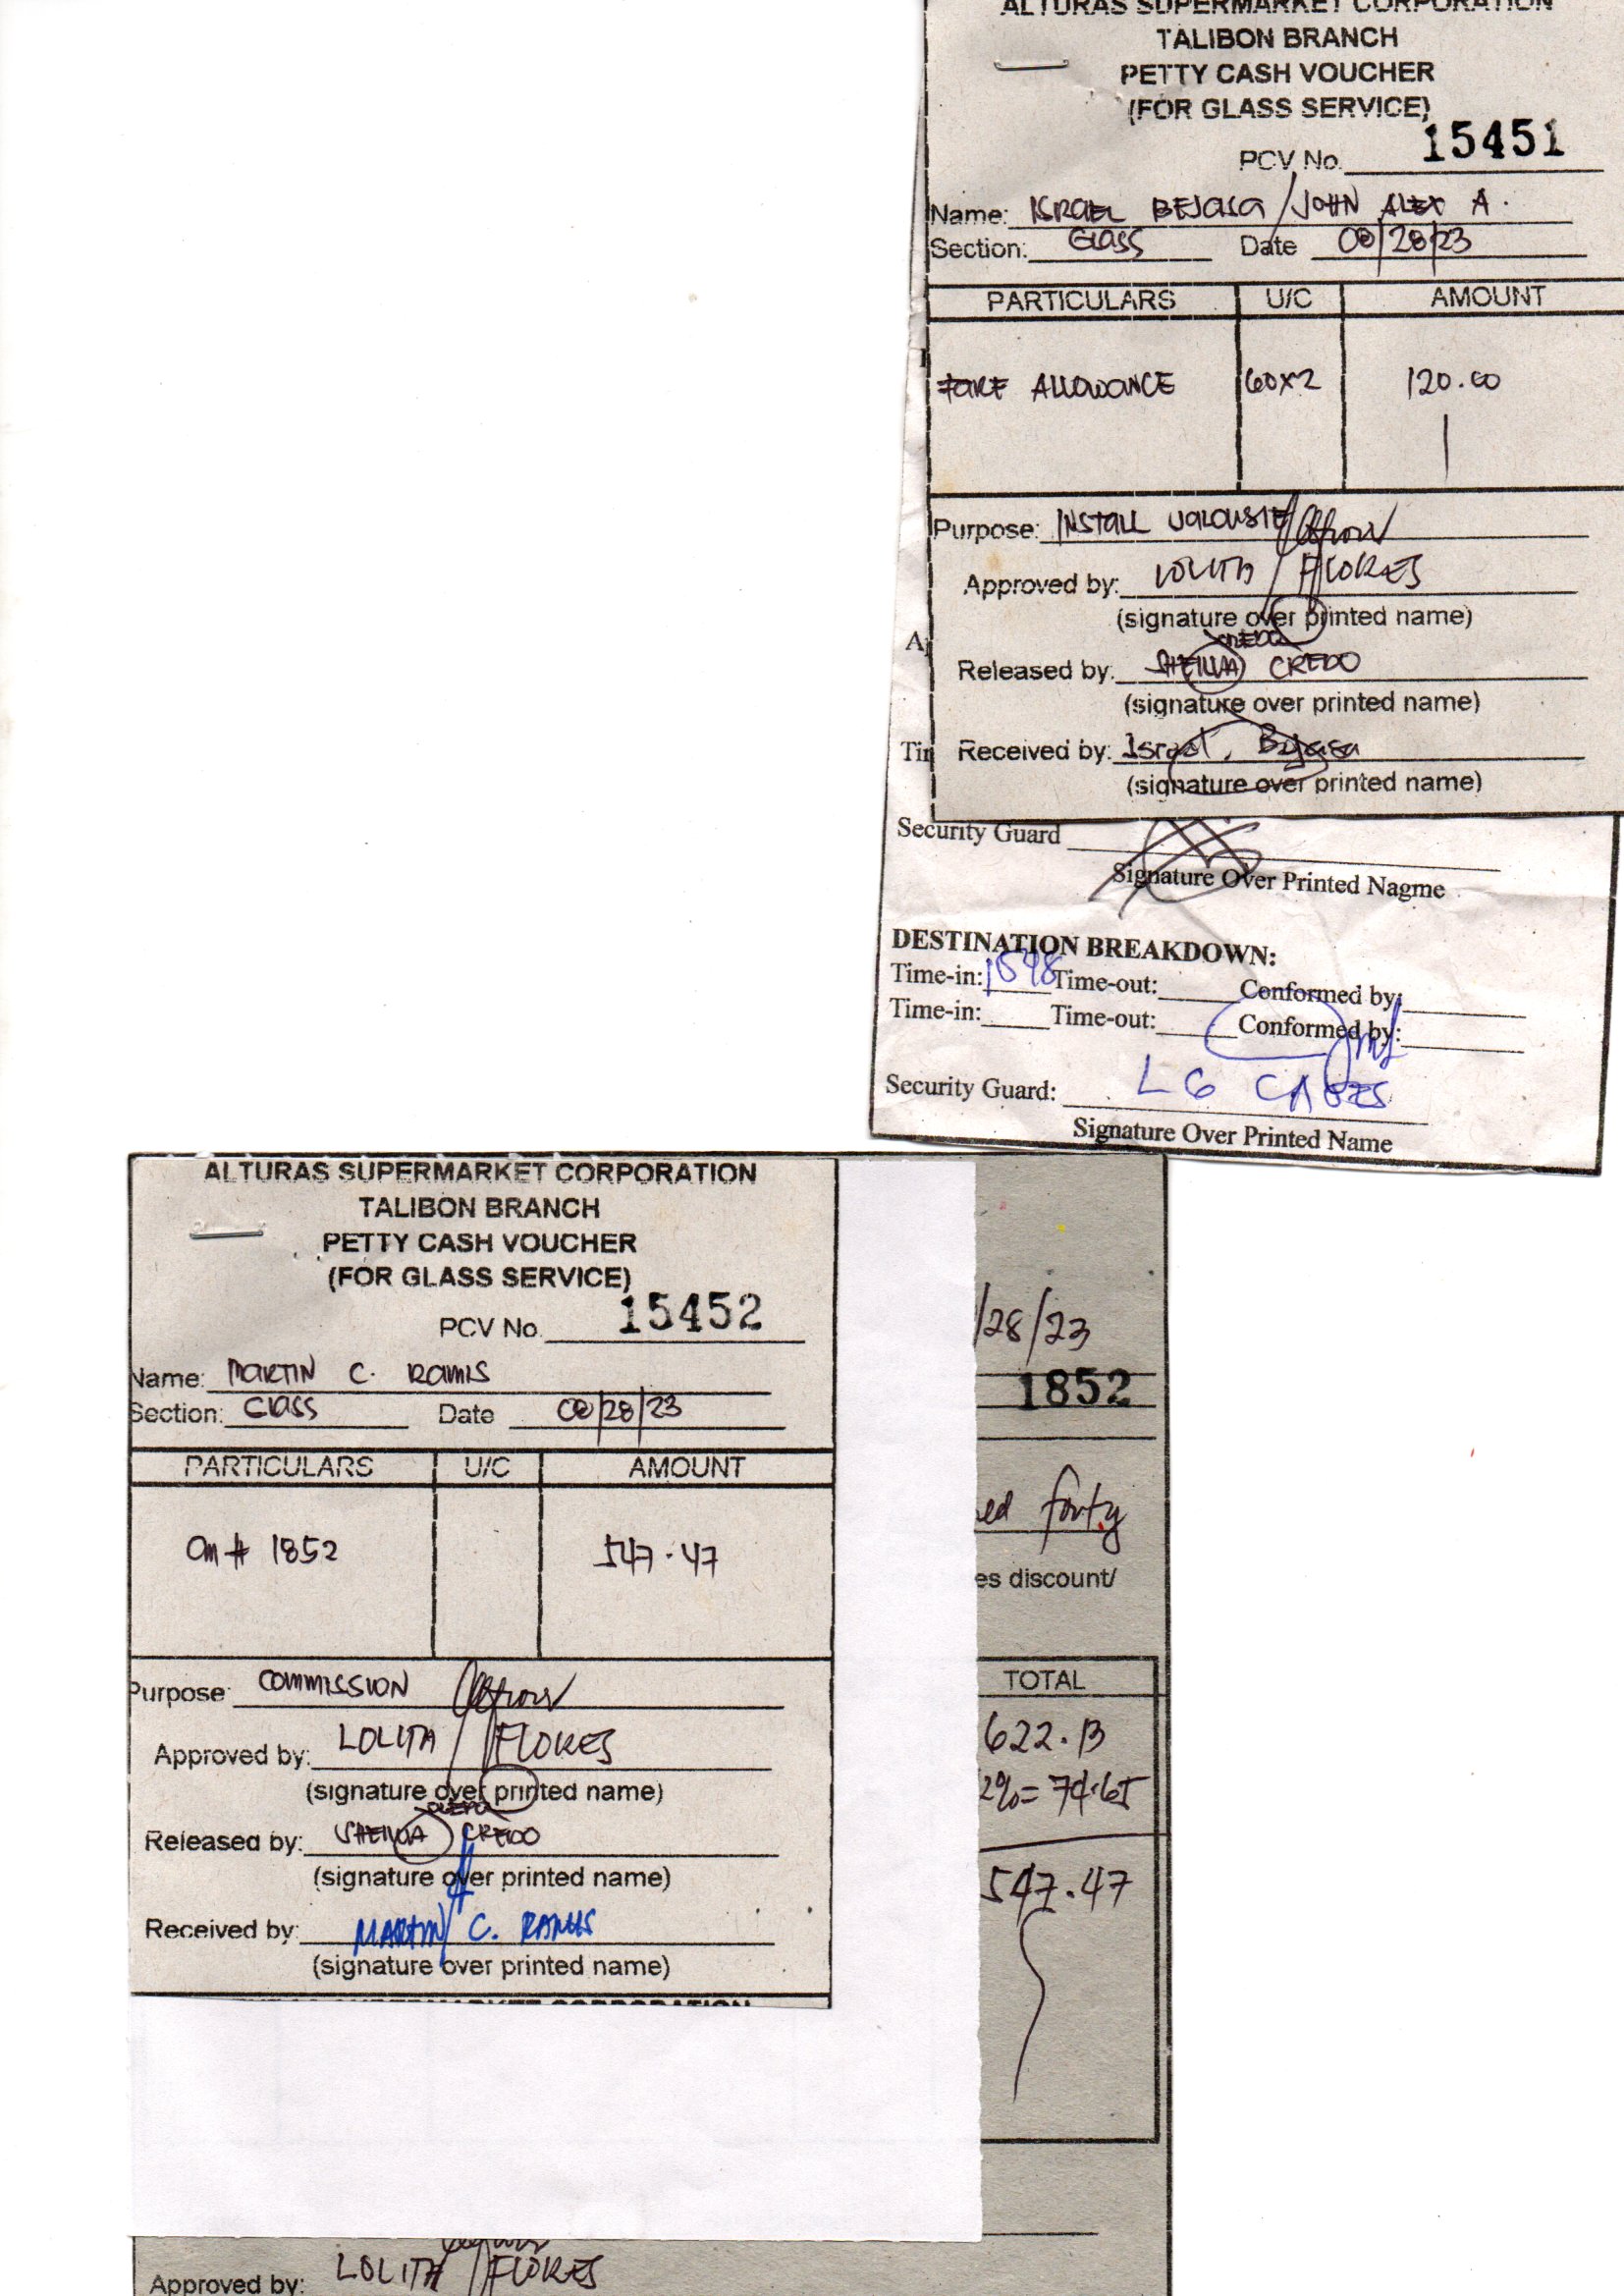 ALTURAS SUPERMARKET CORPORATION
TALIBON BRANCH
PETTY CASH VOUCHER
(FOR GLASS SERVICE)
PCV No. 15451
Name: ISRAEL BEJASA / JOHN ALEX A.
Section: GLASS Date 08/28/23
PARTICULARS U/C AMOUNT
FARE ALLOWANCE 60x2 120.00
Purpose: INSTALL JALOUSIE
Approved by: LOLITA FLORES
(signature over printed name)
Released by: SHEILLA CREDO
(signature over printed name)
Received by: Israel. Bejasa
(signature over printed name)
Security Guard
Signature Over Printed Nagme
DESTINATION BREAKDOWN:
Time-in: 1548 Time-out: Conformed by:
Time-in: Time-out: Conformed by:
Security Guard: LG CABES
Signature Over Printed Name
ALTURAS SUPERMARKET CORPORATION
TALIBON BRANCH
PETTY CASH VOUCHER
(FOR GLASS SERVICE)
PCV No. 15452
Name: MARTIN C. RAMIS
Section: GLASS Date 08/28/23
PARTICULARS U/C AMOUNT
Om # 1852 547.47
Purpose: COMMISSION
Approved by: LOLITA FLORES
(signature over printed name)
Released by: SHEILLA CREDO
(signature over printed name)
Received by: MARTIN C. RAMIS
(signature over printed name)
/28/23
1852
ed forty
es discount/
TOTAL
622.13
2% = 74.65
547.47
Approved by: LOLITA FLORES